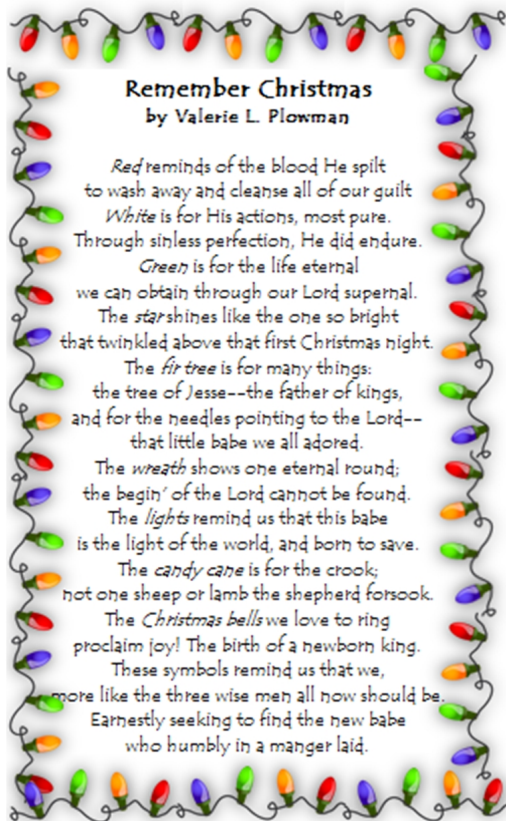 Remember Christmas
by Valerie L. Plowman
Red reminds of the blood He spilt
to wash away and cleanse all of our guilt
White is for His actions, most pure.
Through sinless perfection, He did endure.
Green is for the life eternal
we can obtain through our Lord supernal.
The star shines like the one so bright
that twinkled above that first Christmas night.
The fir tree is for many things:
the tree of Jesse--the father of kings,
and for the needles pointing to the Lord--
that little babe we all adored.
The wreath shows one eternal round;
the begin' of the Lord cannot be found.
The lights remind us that this babe
is the light of the world, and born to save.
The candy cane is for the crook;
not one sheep or lamb the shepherd forsook.
The Christmas bells we love to ring
proclaim joy! The birth of a newborn king.
These symbols remind us that we,
more like the three wise men all now should be.
Earnestly seeking to find the new babe
who humbly in a manger laid.